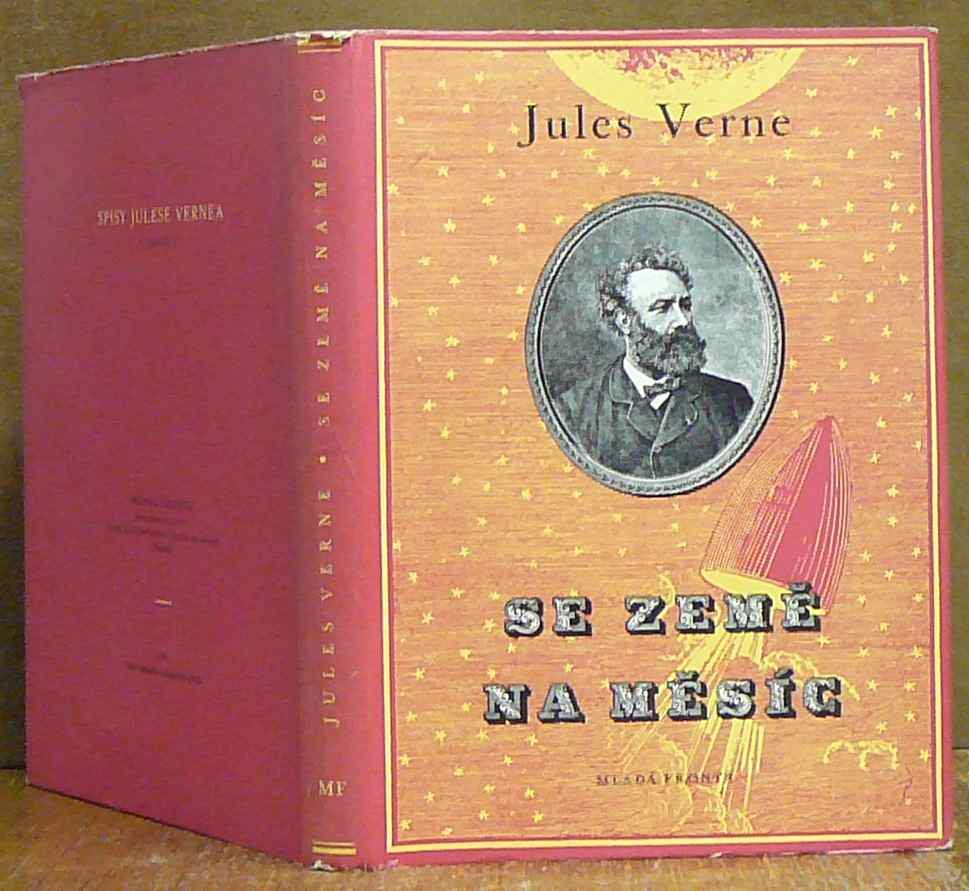 SPISY JULESE VERNEA
JULES VERNE • SE ZEMĚ NA MĚSÍC
MF
Jules Verne
SE ZEMĚ
NA MĚSÍC
MLADÁ FRONTA